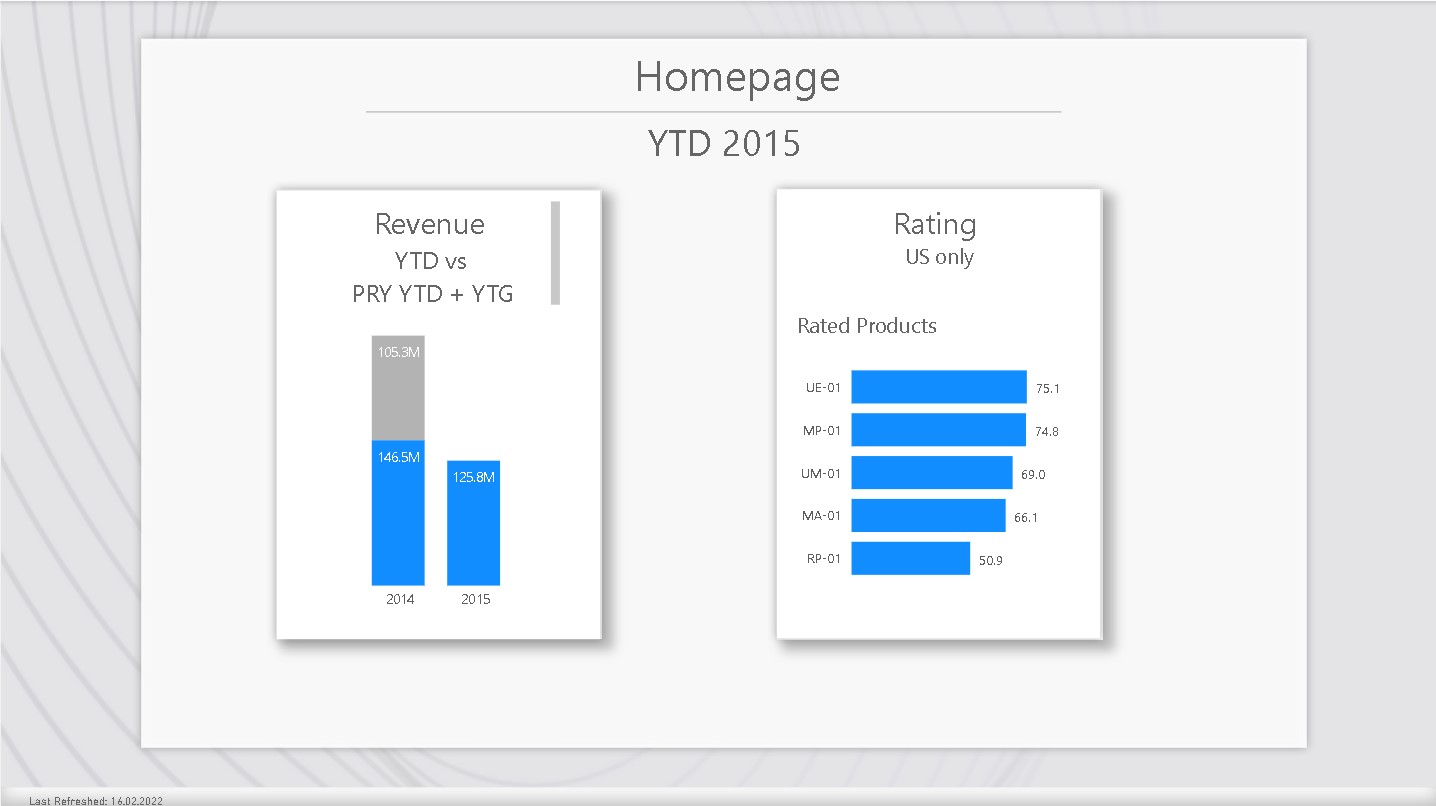 Homepage
YTD 2015
Revenue
YTD vs
PRY YTD + YTG
105.3M
146.5M
125.8M
2014 2015
Rating
US only
Rated Products
UE-01 75.1
MP-01 74.8
UM-01 69.0
MA-01 66.1
RP-01 50.9
Last Refreshed: 16.02.2022